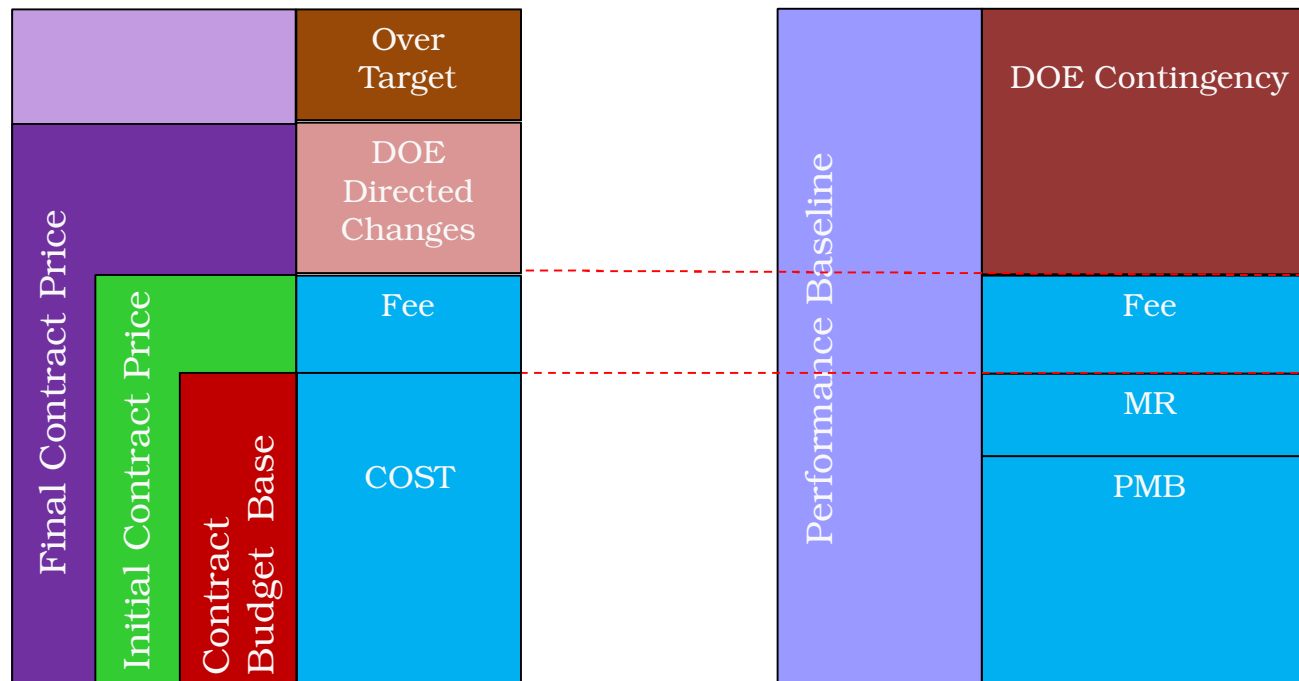 Over
Target
DOE
Directed
Changes
Fee
COST
Final Contract Price
Initial Contract Price
Contract
Budget  Base
Performance Baseline
DOE Contingency
Fee
MR
PMB